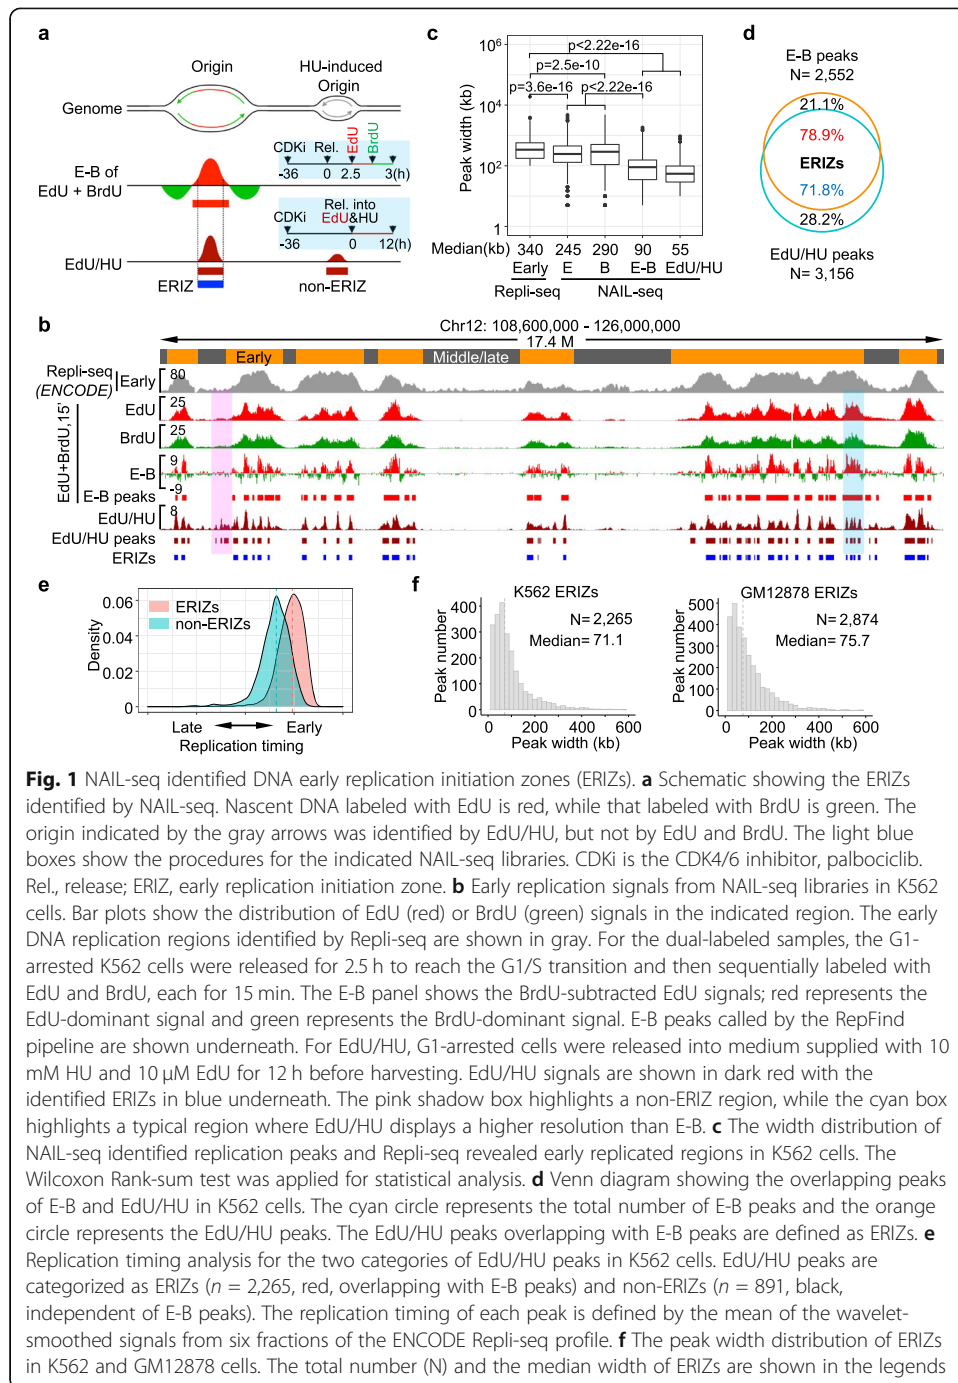 a
Origin
HU-induced
Origin
Genome
CDKi Rel. EdU BrdU
-36 0 2.5 3(h)
E-B of
EdU + BrdU
Rel. into
CDKi EdU&HU
-36 0 12(h)
EdU/HU
ERIZ
non-ERIZ
c
Peak width (kb)
10⁶
10⁴
10²
1
p<2.22e-16
p=2.5e-10
p=3.6e-16 p<2.22e-16
Median(kb) 340 245 290 90 55
Early E B E-B EdU/HU
Repli-seq NAIL-seq
d
E-B peaks
N= 2,552
21.1%
78.9%
ERIZs
71.8%
28.2%
EdU/HU peaks
N= 3,156
b
Chr12: 108,600,000 - 126,000,000
17.4 M
Early
Middle/late
Repli-seq
(ENCODE)
Early
80
EdU+BrdU,15'
EdU
25
BrdU
25
E-B
9
-9
E-B peaks
EdU/HU
8
EdU/HU peaks
ERIZs
e
Density
0.06
0.04
0.02
0
ERIZs
non-ERIZs
Late Early
Replication timing
f
K562 ERIZs
Peak number
400
300
200
100
0
N= 2,265
Median= 71.1
0 200 400 600
Peak width (kb)
GM12878 ERIZs
Peak number
500
400
300
200
100
0
N= 2,874
Median= 75.7
0 200 400 600
Peak width (kb)
Fig. 1 NAIL-seq identified DNA early replication initiation zones (ERIZs). a Schematic showing the ERIZs
identified by NAIL-seq. Nascent DNA labeled with EdU is red, while that labeled with BrdU is green. The
origin indicated by the gray arrows was identified by EdU/HU, but not by EdU and BrdU. The light blue
boxes show the procedures for the indicated NAIL-seq libraries. CDKi is the CDK4/6 inhibitor, palbociclib.
Rel., release; ERIZ, early replication initiation zone. b Early replication signals from NAIL-seq libraries in K562
cells. Bar plots show the distribution of EdU (red) or BrdU (green) signals in the indicated region. The early
DNA replication regions identified by Repli-seq are shown in gray. For the dual-labeled samples, the G1-
arrested K562 cells were released for 2.5 h to reach the G1/S transition and then sequentially labeled with
EdU and BrdU, each for 15 min. The E-B panel shows the BrdU-subtracted EdU signals; red represents the
EdU-dominant signal and green represents the BrdU-dominant signal. E-B peaks called by the RepFind
pipeline are shown underneath. For EdU/HU, G1-arrested cells were released into medium supplied with 10
mM HU and 10 μM EdU for 12 h before harvesting. EdU/HU signals are shown in dark red with the
identified ERIZs in blue underneath. The pink shadow box highlights a non-ERIZ region, while the cyan box
highlights a typical region where EdU/HU displays a higher resolution than E-B. c The width distribution of
NAIL-seq identified replication peaks and Repli-seq revealed early replicated regions in K562 cells. The
Wilcoxon Rank-sum test was applied for statistical analysis. d Venn diagram showing the overlapping peaks
of E-B and EdU/HU in K562 cells. The cyan circle represents the total number of E-B peaks and the orange
circle represents the EdU/HU peaks. The EdU/HU peaks overlapping with E-B peaks are defined as ERIZs. e
Replication timing analysis for the two categories of EdU/HU peaks in K562 cells. EdU/HU peaks are
categorized as ERIZs (n = 2,265, red, overlapping with E-B peaks) and non-ERIZs (n = 891, black,
independent of E-B peaks). The replication timing of each peak is defined by the mean of the wavelet-
smoothed signals from six fractions of the ENCODE Repli-seq profile. f The peak width distribution of ERIZs
in K562 and GM12878 cells. The total number (N) and the median width of ERIZs are shown in the legends